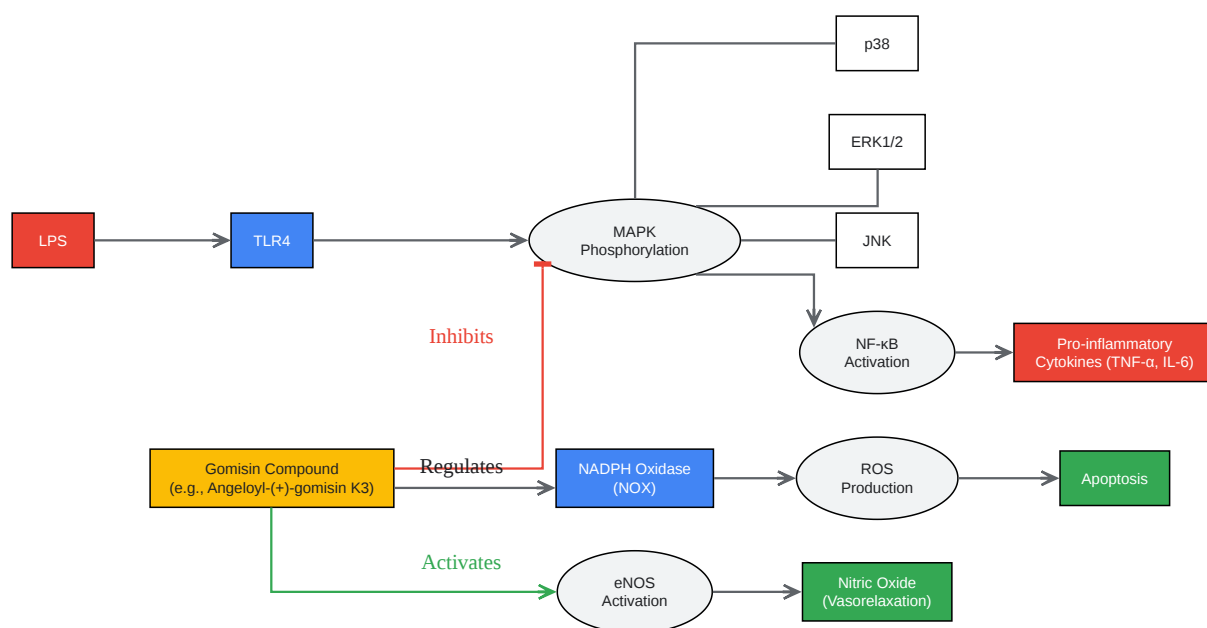 p38
ERK1/2
LPS
TLR4
MAPK
Phosphorylation
JNK
Inhibits
NF-κB
Activation
Pro-inflammatory
Cytokines (TNF-α, IL-6)
Gomisin Compound
(e.g., Angeloyl-(+)-gomisin K3)
Regulates
NADPH Oxidase
(NOX)
ROS
Production
Apoptosis
Activates
eNOS
Activation
Nitric Oxide
(Vasorelaxation)